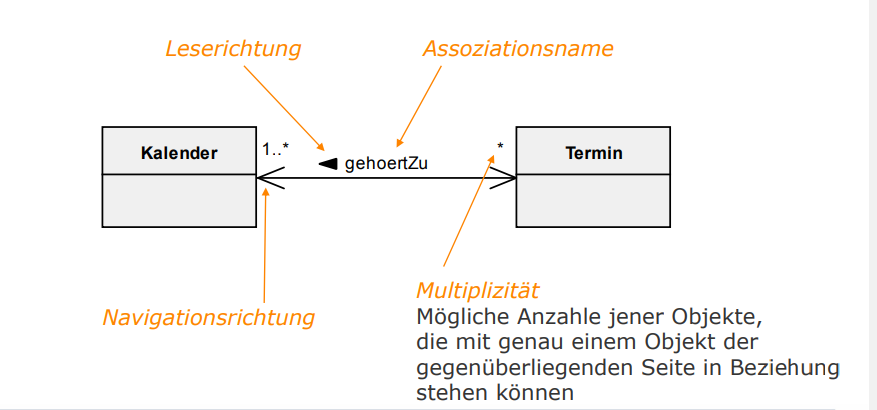 Leserichtung
Assoziationsname
Kalender
1..*
gehoertZu
*
Termin
Navigationsrichtung
Multiplizität
Mögliche Anzahle jener Objekte,
die mit genau einem Objekt der
gegenüberliegenden Seite in Beziehung
stehen können